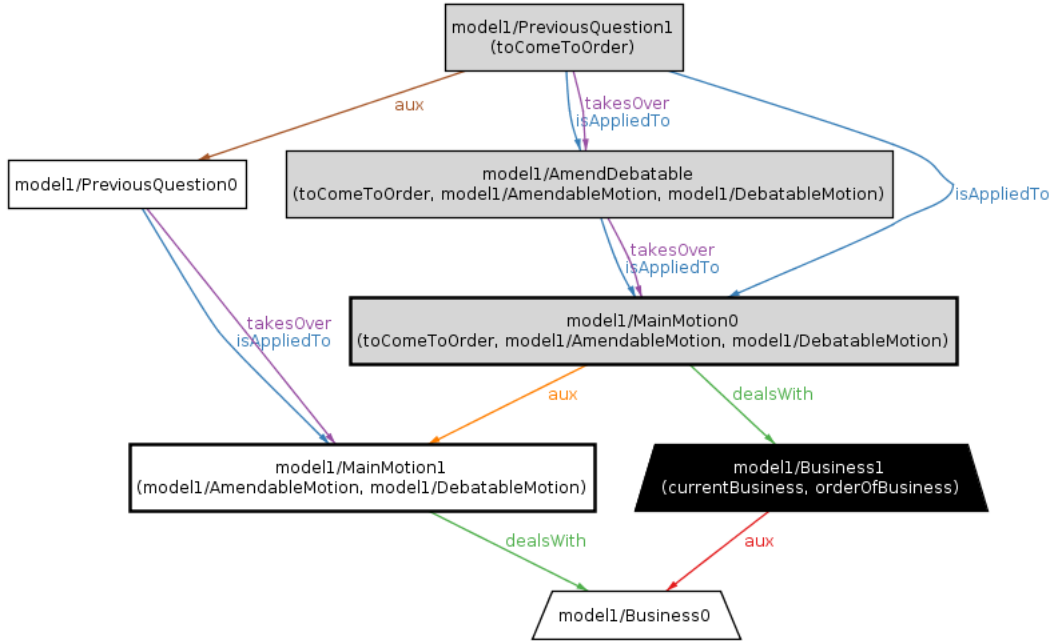 model1/PreviousQuestion1
(toComeToOrder)
aux
takesOver
isAppliedTo
model1/PreviousQuestion0
model1/AmendDebatable
(toComeToOrder, model1/AmendableMotion, model1/DebatableMotion)
isAppliedTo
takesOver
isAppliedTo
takesOver
isAppliedTo
model1/MainMotion0
(toComeToOrder, model1/AmendableMotion, model1/DebatableMotion)
aux
dealsWith
model1/MainMotion1
(model1/AmendableMotion, model1/DebatableMotion)
model1/Business1
(currentBusiness, orderOfBusiness)
dealsWith
aux
model1/Business0